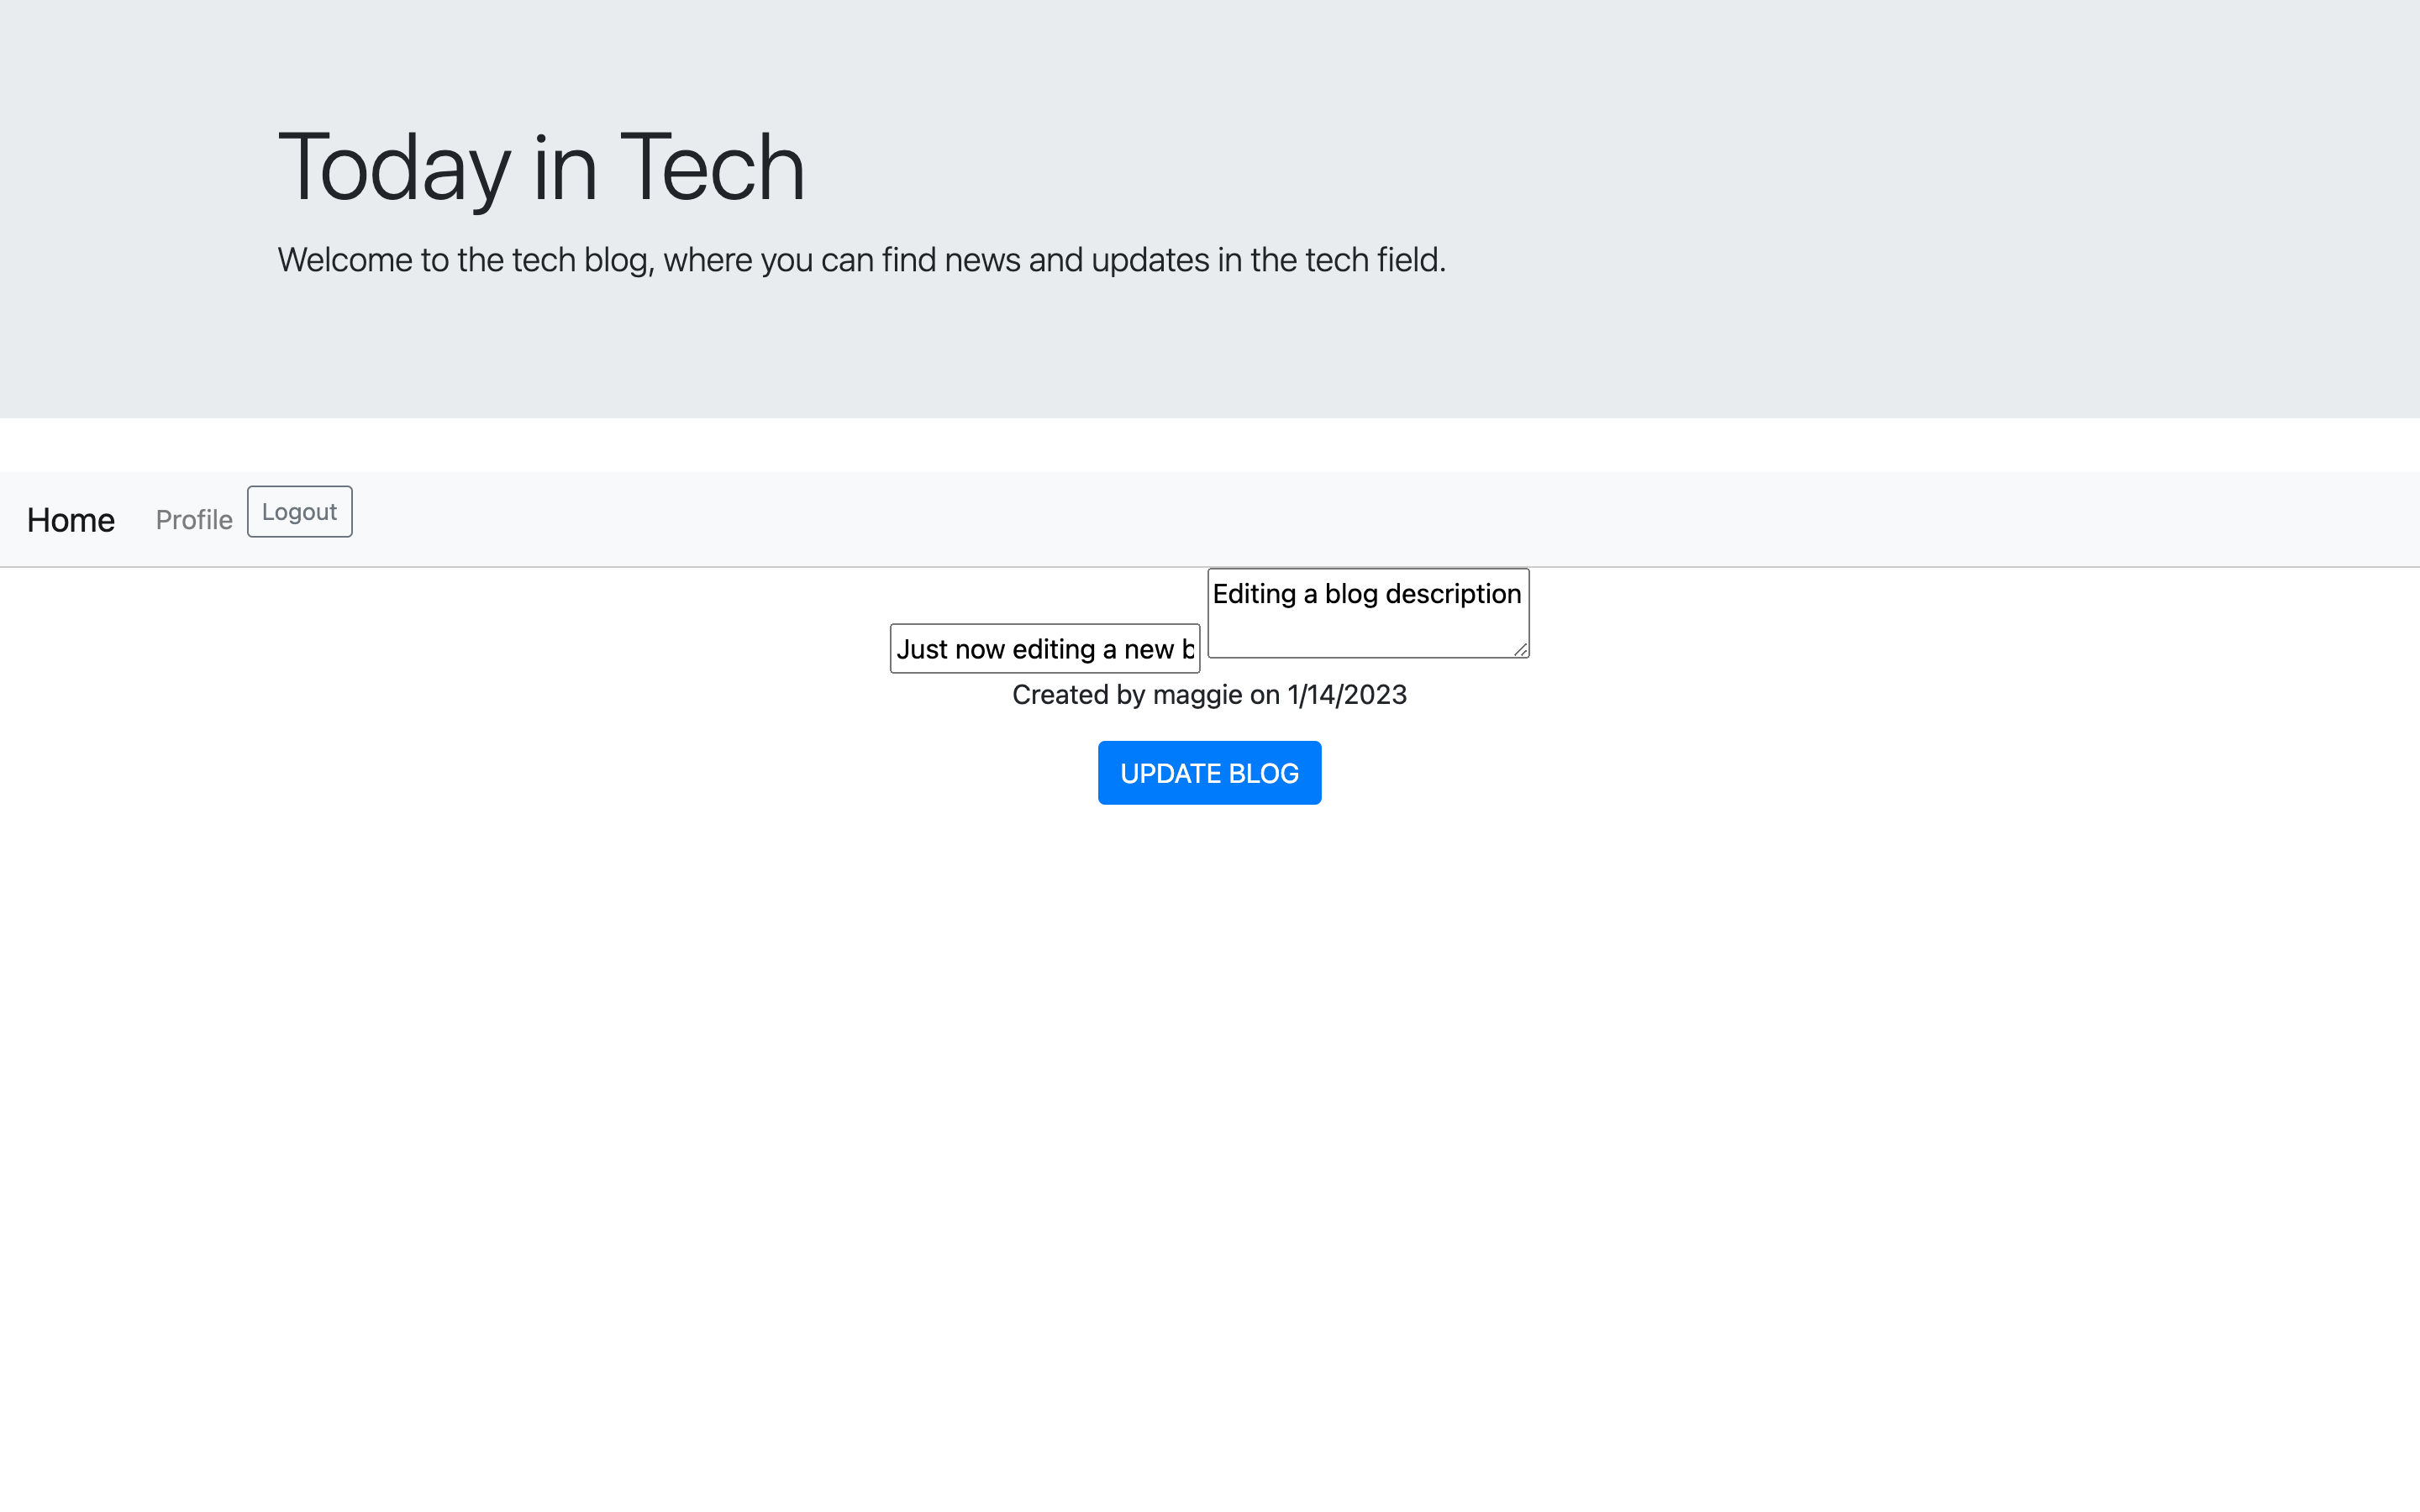 Today in Tech
Welcome to the tech blog, where you can find news and updates in the tech field.
Home Profile Logout
Just now editing a new b
Editing a blog description
Created by maggie on 1/14/2023
UPDATE BLOG